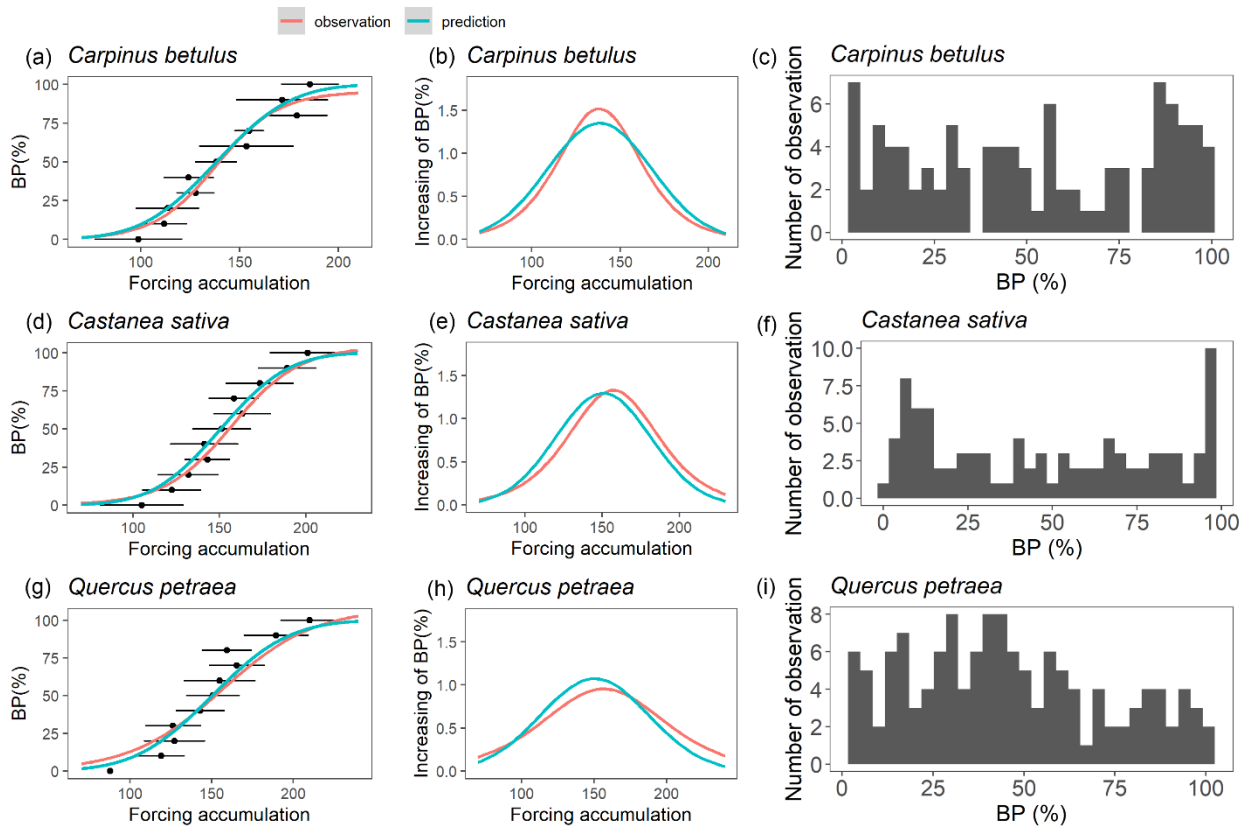 observation prediction
(a) Carpinus betulus
BP(%)
100
75
50
25
0
100 150 200
Forcing accumulation
(b) Carpinus betulus
Increasing of BP(%)
1.5
1.0
0.5
0.0
100 150 200
Forcing accumulation
(c) Carpinus betulus
Number of observation
6
4
2
0
0 25 50 75 100
BP (%)
(d) Castanea sativa
BP(%)
100
75
50
25
0
100 150 200
Forcing accumulation
(e) Castanea sativa
Increasing of BP(%)
1.5
1.0
0.5
0.0
100 150 200
Forcing accumulation
(f) Castanea sativa
Number of observation
10.0
7.5
5.0
2.5
0.0
0 25 50 75 100
BP (%)
(g) Quercus petraea
BP(%)
100
75
50
25
0
100 150 200
Forcing accumulation
(h) Quercus petraea
Increasing of BP(%)
1.5
1.0
0.5
0.0
100 150 200
Forcing accumulation
(i) Quercus petraea
Number of observation
8
6
4
2
0
0 25 50 75 100
BP (%)